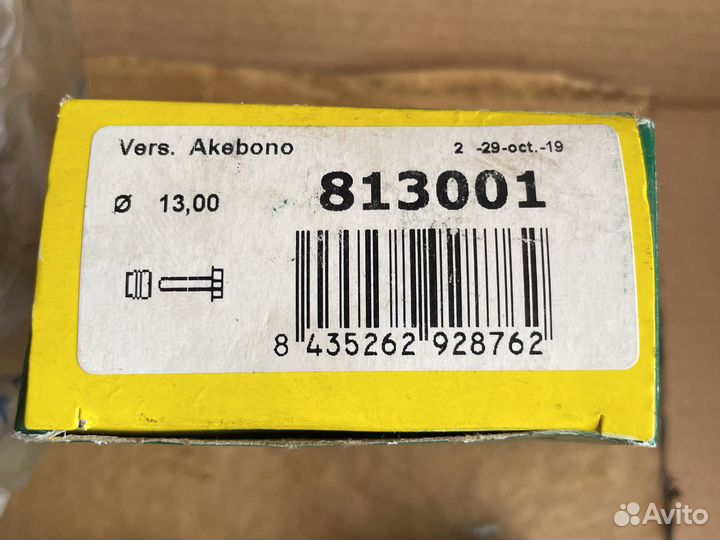 Vers. Akebono 2 -29-oct.-19
Ø 13,00 813001
8 435262 928762
Avito